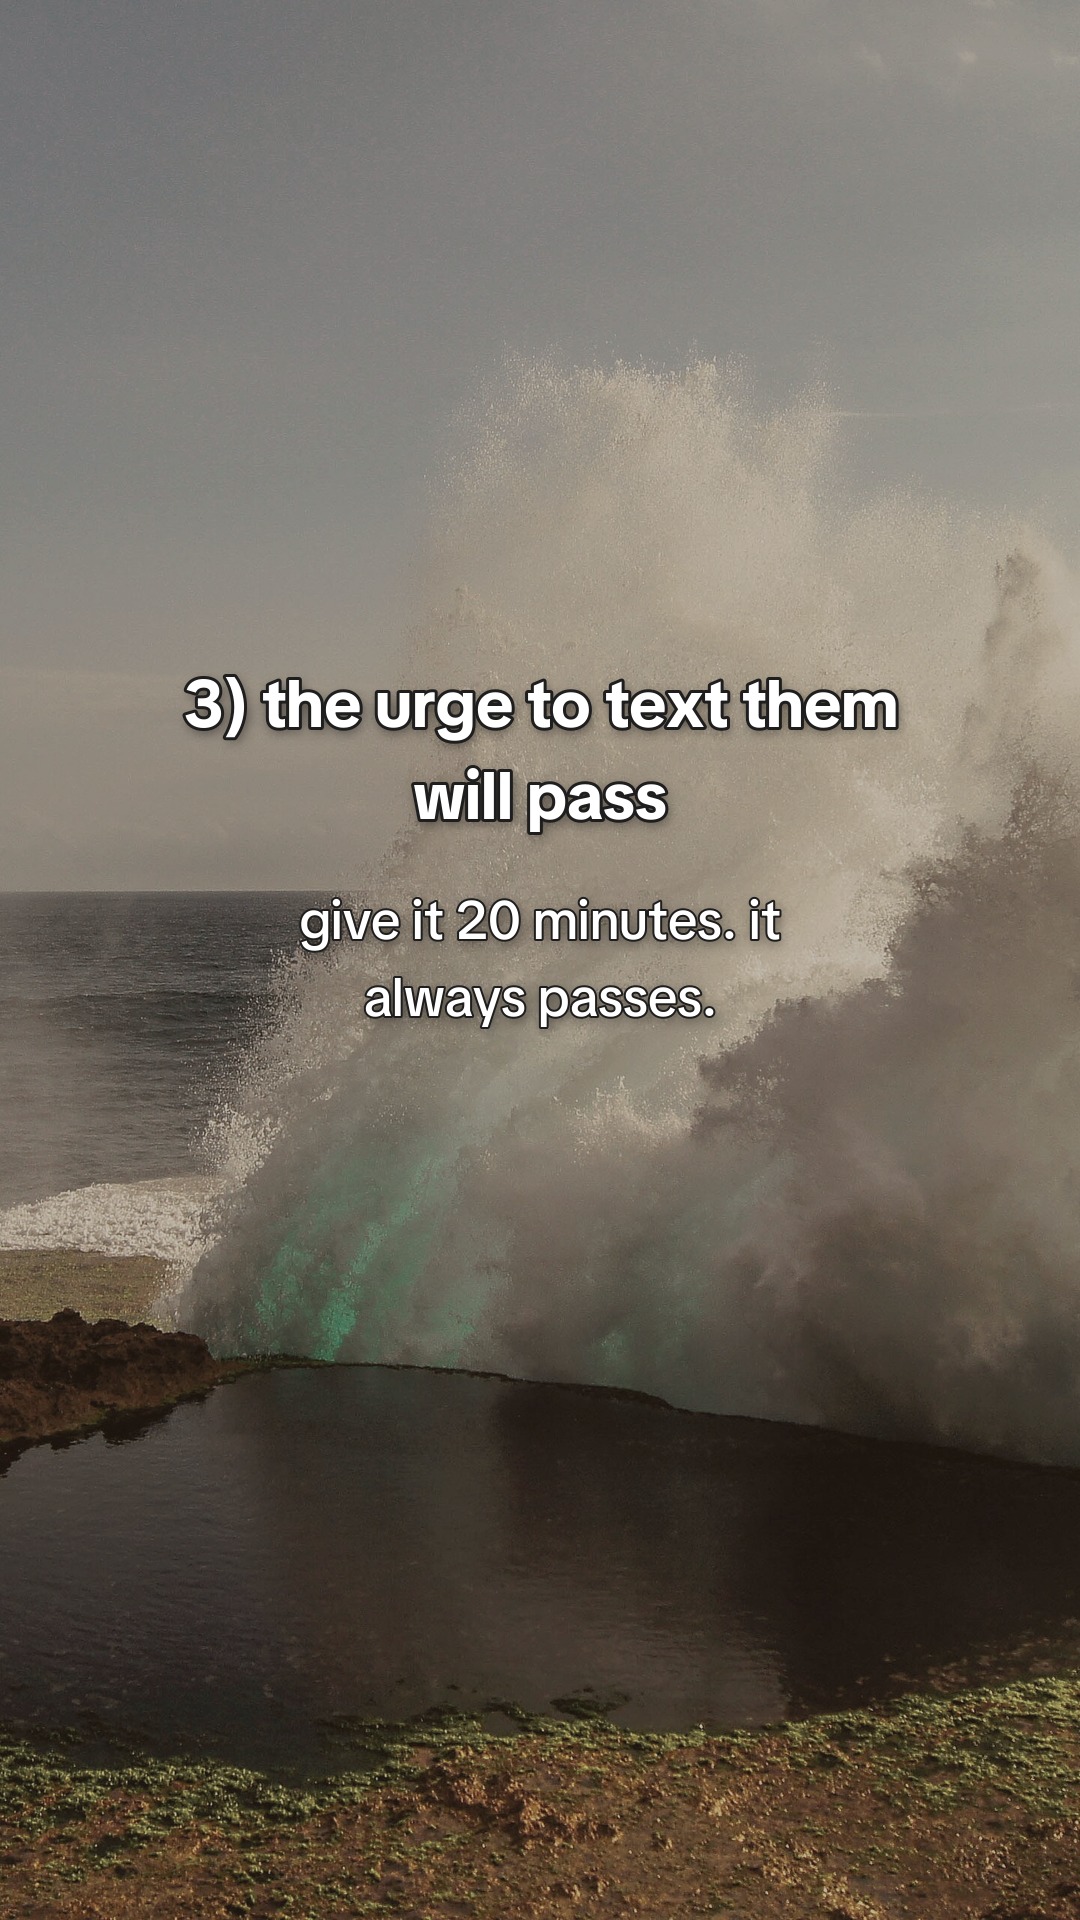 3) the urge to text them
will pass
give it 20 minutes. it
always passes.